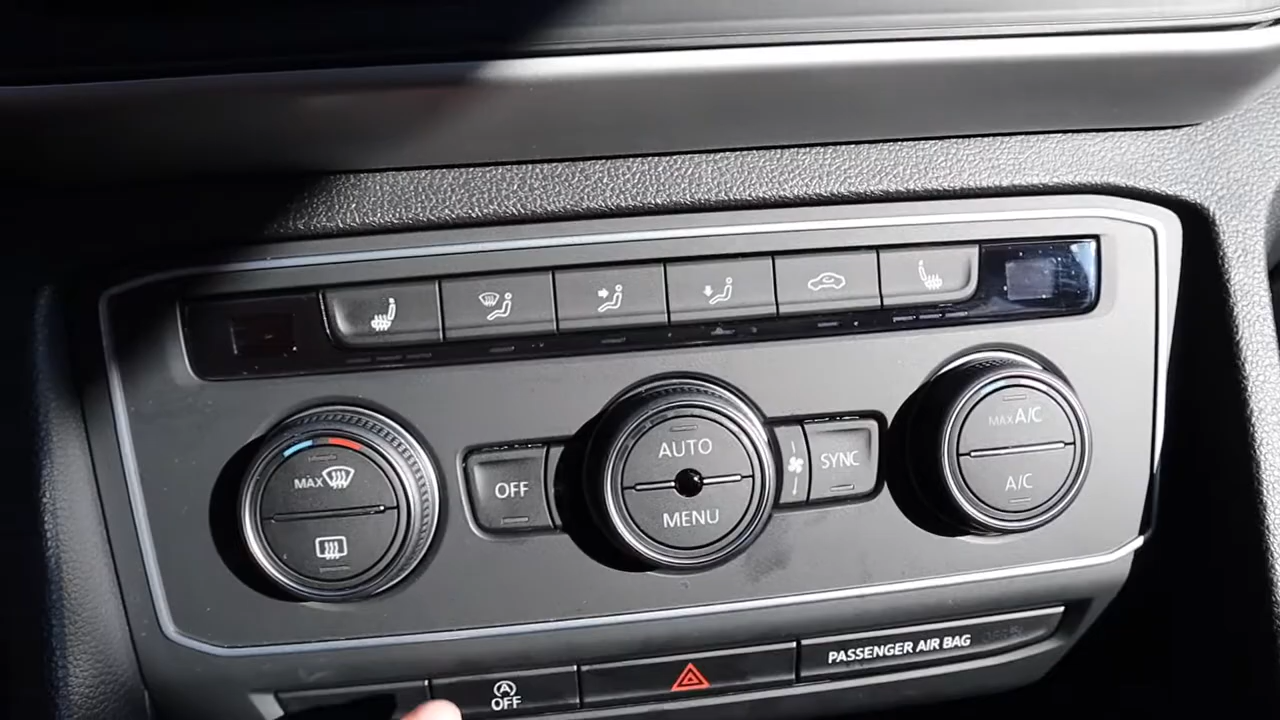 MAX
OFF
AUTO
MENU
SYNC
MAX A/C
A/C
A
OFF
PASSENGER AIR BAG